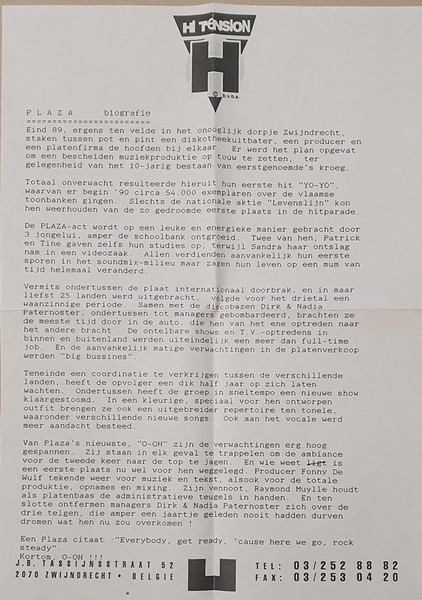 HI TENSION
H
b.v.b.a.
P L A Z A biografie
=====================
Eind 89, ergens ten velde in het onooglijk dorpje Zwijndrecht,
staken tussen pot en pint een diskotheekuitbater, een producer en
een platenfirma de hoofden bij elkaar. Er werd het plan opgevat
om een bescheiden muziekproduktie op touw te zetten, ter
gelegenheid van het 10-jarig bestaan van eerstgenoemde's kroeg.
Totaal onverwacht resulteerde hieruit hun eerste hit "YO-YO",
waarvan er begin '90 circa 54.000 exemplaren over de vlaamse
toonbanken gingen. Slechts de nationale aktie "Levenslijn" kon
hen weerhouden van de zo gedroomde eerste plaats in de hitparade.
De PLAZA-act wordt op een leuke en energieke manier gebracht door
3 jongelui, amper de schoolbank ontgroeid. Twee van hen, Patrick
en Tine gaven zelfs hun studies op, terwijl Sandra haar ontslag
nam in een videozaak. Allen verdienden aanvankelijk hun eerste
sporen in het soundmix-milieu maar zagen hun leven op een mum van
tijd helemaal veranderd.
Vermits ondertussen de plaat internationaal doorbrak, en in maar
liefst 25 landen werd uitgebracht, volgde voor het drietal een
waanzinnige periode. Samen met de discobazen Dirk & Nadia
Paternoster, ondertussen tot managers gebombardeerd, brachten ze
de meeste tijd door in de auto. die hen van het ene optreden naar
het andere bracht. De ontelbare shows en T.V.-optredens in
binnen en buitenland werden uiteindelijk een meer dan full-time
job. En de aanvankelijk matige verwachtingen in de platenverkoop
werden "big bussines".
Teneinde een coordinatie te verkrijgen tussen de verschillende
landen, heeft de opvolger een dik half jaar op zich laten
wachten. Ondertussen heeft de groep in sneltempo een nieuwe show
klaargestoomd. In een kleurige, speciaal voor hen ontworpen
outfit brengen ze ook een uitgebreider repertoire ten tonele,
waaronder verschillende nieuwe songs. Ook aan het vocale werd
meer aandacht besteed.
Van Plaza's nieuwste, "O-OH" zijn de verwachtingen erg hoog
gespannen. Zij staan in elk geval te trappelen om de ambiance
voor de tweede keer naar de top te jagen. En wie weet ligt is
een eerste plaats nu wel voor hen weggelegd. Producer Fonny De
Wulf tekende weer voor muziek en tekst, alsook voor de totale
produktie, opnames en mixing. Zijn vennoot, Raymond Muylle houdt
als platenbaas de administratieve teugels in handen. En ten
slotte ontfermen managers Dirk & Nadia Paternoster zich over de
drie telgen, die amper een jaartje geleden nooit hadden durven
dromen wat hen nu zou overkomen !
Een Plaza citaat :"Everybody, get ready, 'cause here we go, rock
steady".
Kortom, O-OH !!!
J.B. TASSIJNSSTRAAT 52
2070 ZWIJNDRECHT • BELGIE
H
TEL: 03/252 88 82
FAX: 03/253 04 20